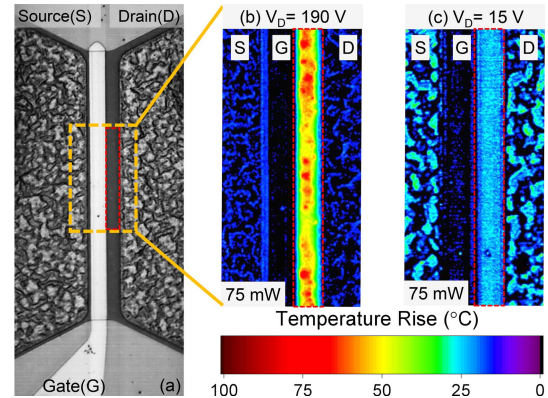 Source(S) Drain(D)
Gate(G) (a)
(b) V_D= 190 V
S G D
75 mW
(c) V_D= 15 V
S G D
75 mW
Temperature Rise (°C)
100 75 50 25 0